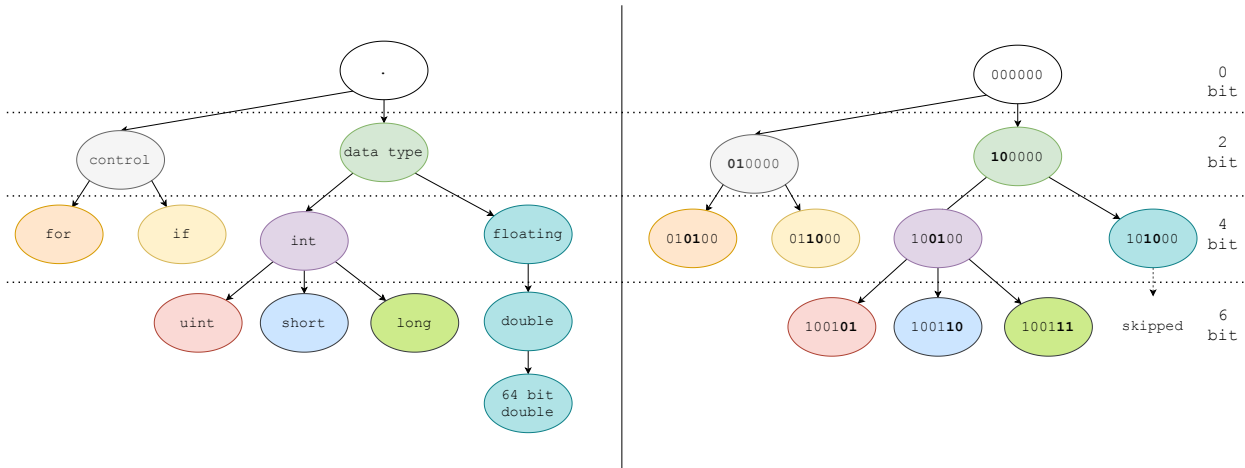 .
control
data type
for
if
int
floating
uint
short
long
double
64 bit
double
000000
0
bit
010000
100000
2
bit
010100
011000
100100
101000
4
bit
100101
100110
100111
skipped
6
bit